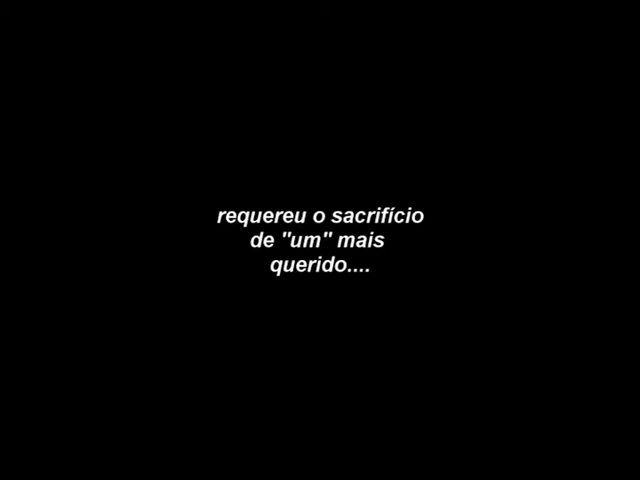 requereu o sacrifício
de "um" mais
querido....